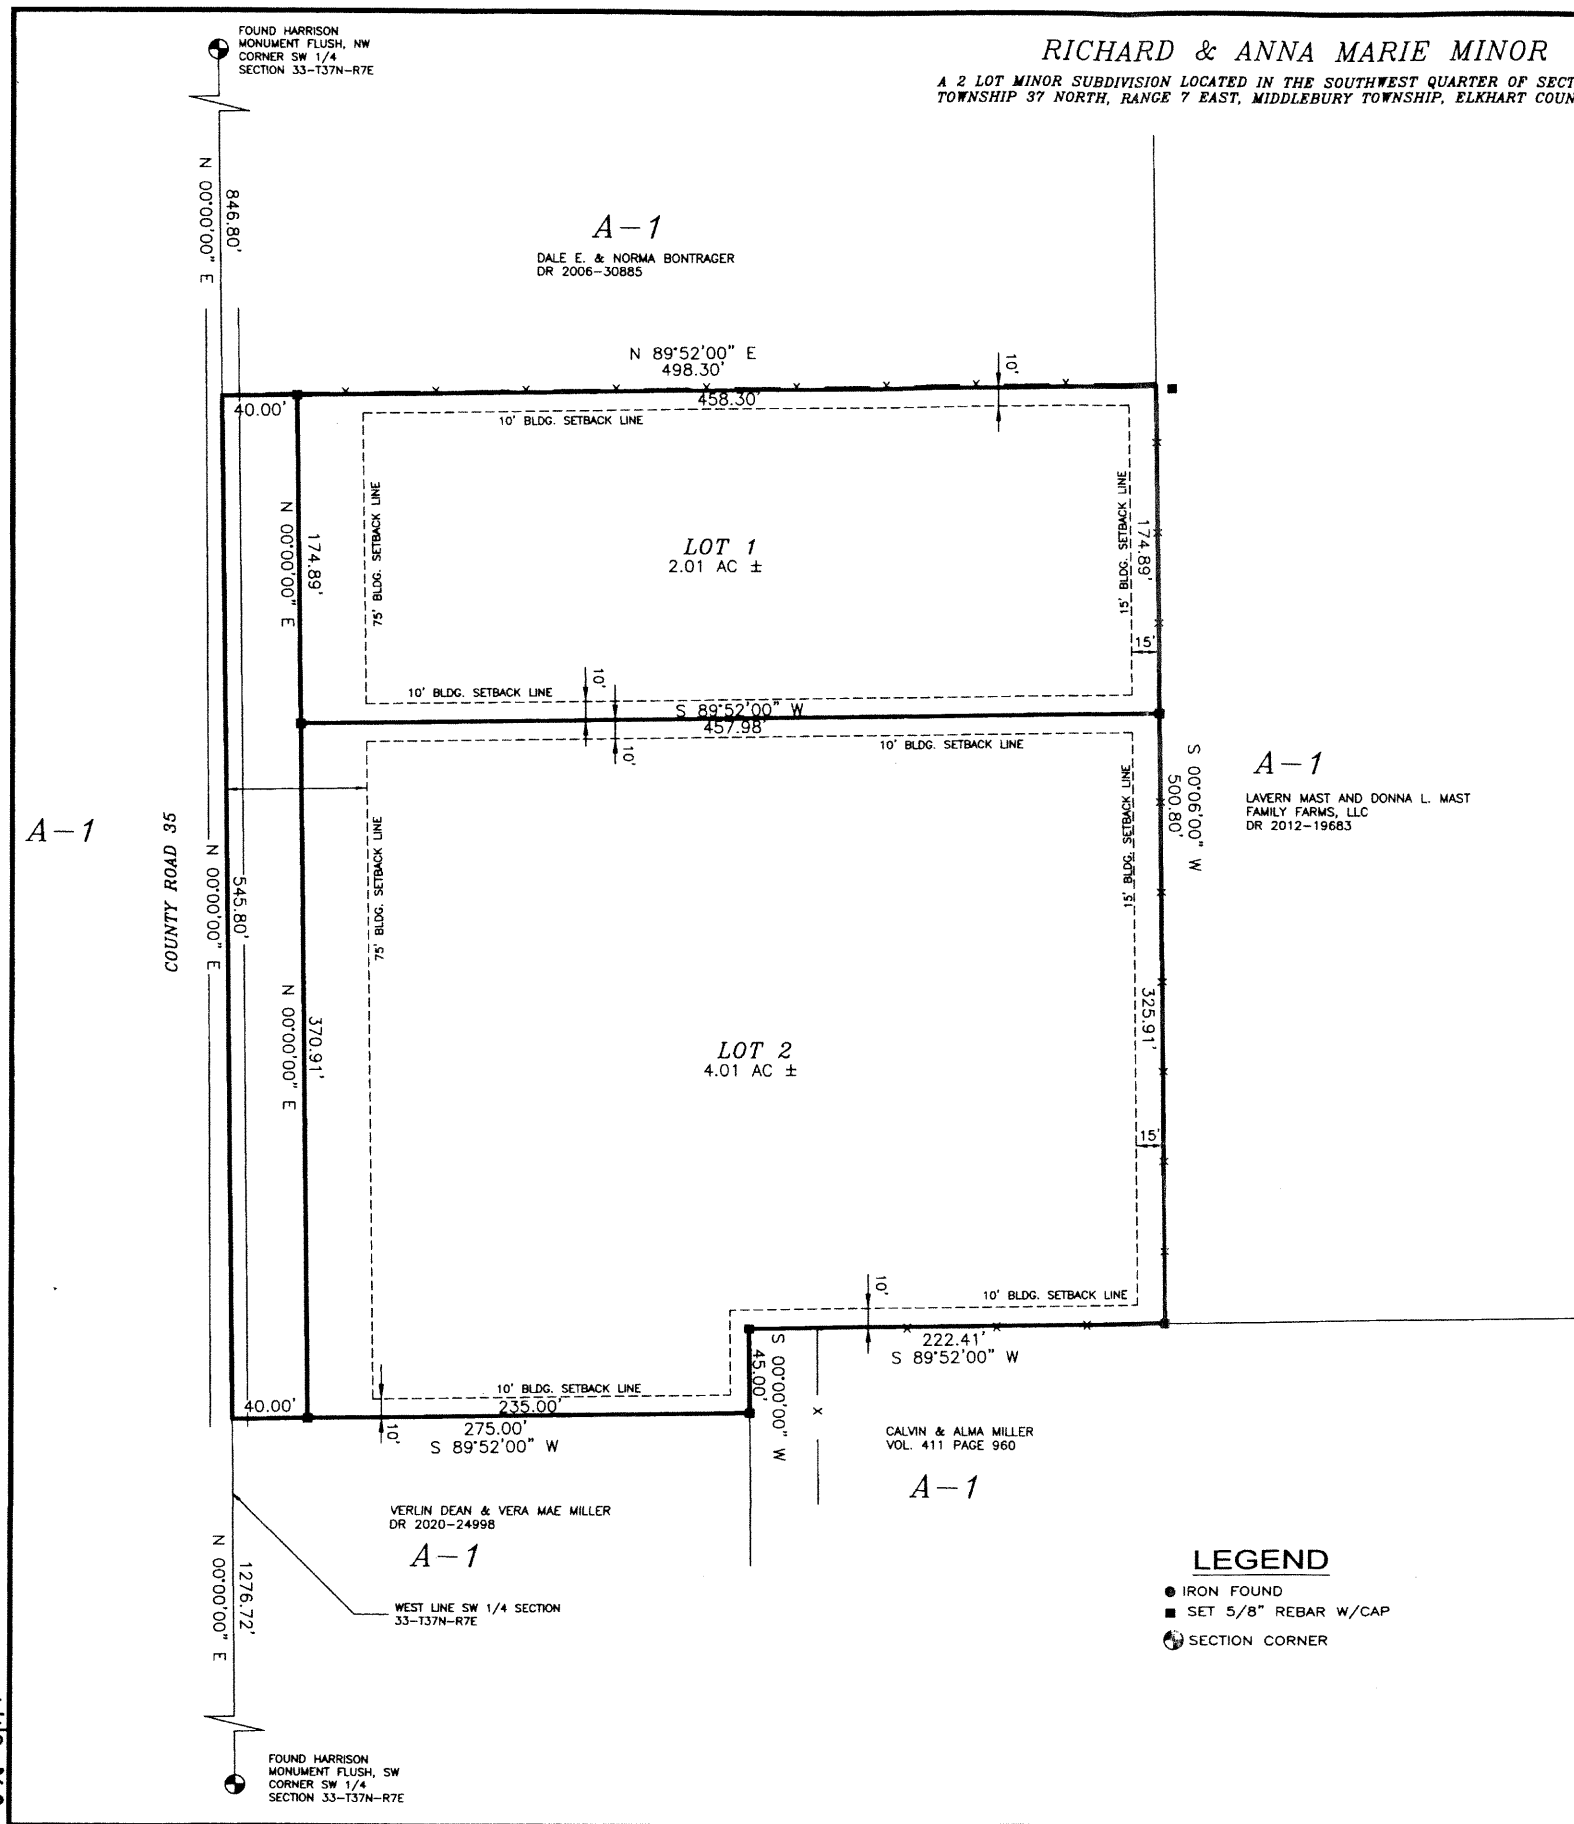 FOUND HARRISON
MONUMENT FLUSH, NW
CORNER SW 1/4
SECTION 33-T37N-R7E
RICHARD & ANNA MARIE MINOR
A 2 LOT MINOR SUBDIVISION LOCATED IN THE SOUTHWEST QUARTER OF SECT
TOWNSHIP 37 NORTH, RANGE 7 EAST, MIDDLEBURY TOWNSHIP, ELKHART COUN
N 00°00'00" E
846.80'
A-1
DALE E. & NORMA BONTRAGER
DR 2006-30885
N 89°52'00" E
498.30'
10'
40.00'
458.30'
10' BLDG. SETBACK LINE
N 00°00'00" E
174.89'
75' BLDG. SETBACK LINE
LOT 1
2.01 AC ±
15' BLDG. SETBACK LINE
174.89'
15'
10' BLDG. SETBACK LINE
10'
S 89°52'00" W
457.98'
10'
10' BLDG. SETBACK LINE
A-1
COUNTY ROAD 35
N 00°00'00" E
545.80'
75' BLDG. SETBACK LINE
15' BLDG. SETBACK LINE
S 00°06'00" W
500.80'
A-1
LAVERN MAST AND DONNA L. MAST
FAMILY FARMS, LLC
DR 2012-19683
N 00°00'00" E
370.91'
LOT 2
4.01 AC ±
325.91'
15'
10'
10' BLDG. SETBACK LINE
222.41'
S 89°52'00" W
10' BLDG. SETBACK LINE
40.00'
235.00'
275.00'
S 89°52'00" W
10'
45.00'
S 00°00'00" W
X
CALVIN & ALMA MILLER
VOL. 411 PAGE 960
A-1
VERLIN DEAN & VERA MAE MILLER
DR 2020-24998
A-1
N 00°00'00" E
1276.72'
WEST LINE SW 1/4 SECTION
33-T37N-R7E
LEGEND
IRON FOUND
SET 5/8" REBAR W/CAP
SECTION CORNER
FOUND HARRISON
MONUMENT FLUSH, SW
CORNER SW 1/4
SECTION 33-T37N-R7E